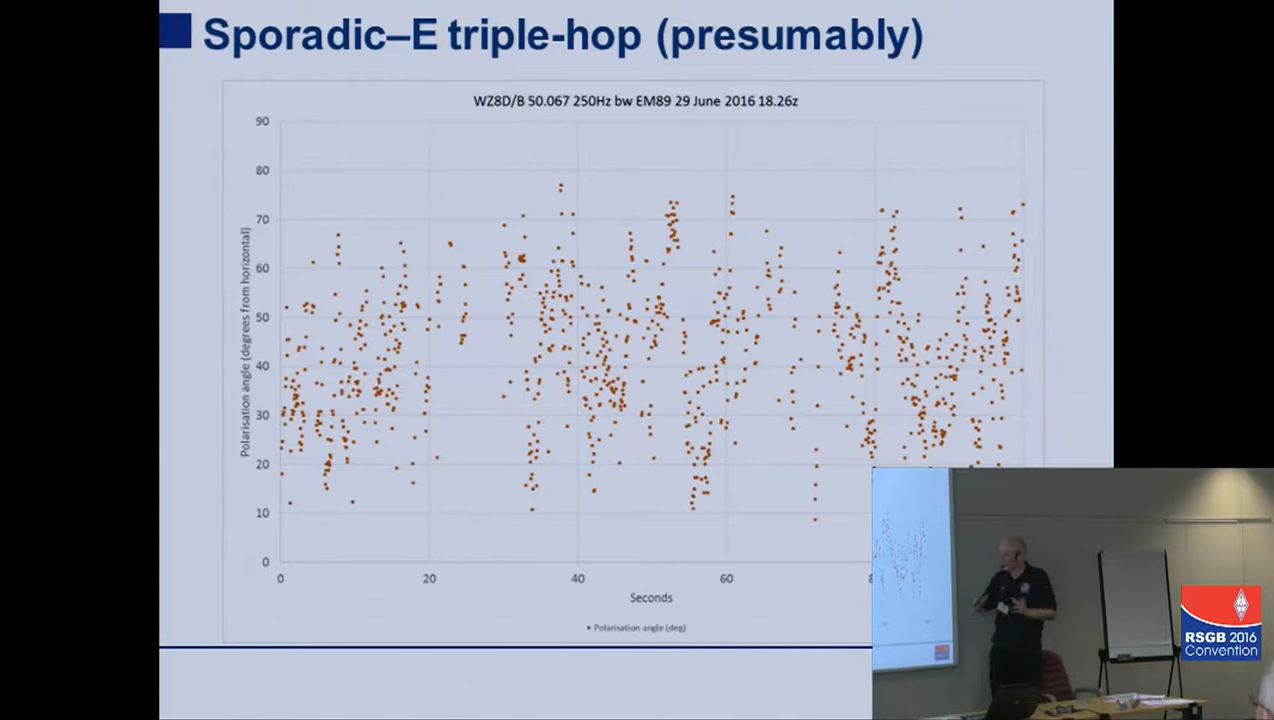 Sporadic–E triple-hop (presumably)
WZ8D/B 50.067 250Hz bw EM89 29 June 2016 18.26z
Polarisation angle (degrees from horizontal)
90
80
70
60
50
40
30
20
10
0
0 20 40 60 8
Seconds
Polarisation angle (deg)
RSGB 2016
Convention